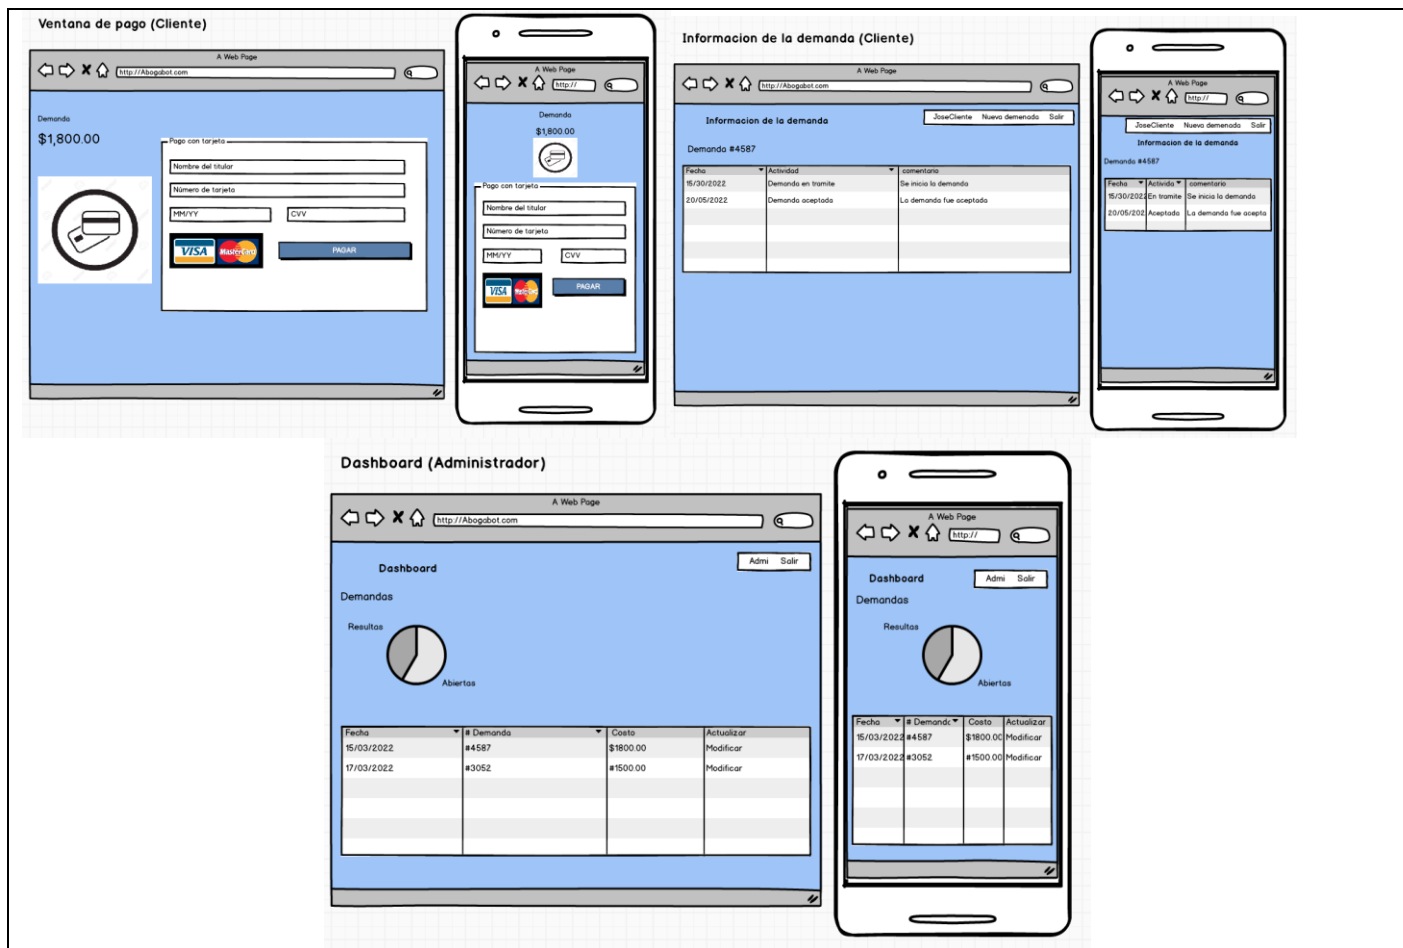 Ventana de pago (Cliente)
A Web Page
http://Abogabot.com
Demanda
$1,800.00
Pago con tarjeta
Nombre del titular
Número de tarjeta
MM/YY
CVV
VISA
MasterCard
PAGAR
A Web Page
http://
Demanda
$1,800.00
Pago con tarjeta
Nombre del titular
Número de tarjeta
MM/YY
CVV
VISA
PAGAR
Informacion de la demanda (Cliente)
A Web Page
http://Abogabot.com
JoseCliente Nueva demenada Salir
Informacion de la demanda
Demanda #4587
Fecha Actividad comentario
15/30/2022 Demanda en tramite Se inicia la demanda
20/05/2022 Demanda aceptada La demanda fue aceptada
A Web Page
http://
JoseCliente Nueva demenada Salir
Informacion de la demanda
Demanda #4587
Fecha Activida comentario
15/30/2022 En tramite Se inicia la demanda
20/05/202 Aceptada La demanda fue acepta
Dashboard (Administrador)
A Web Page
http://Abogabot.com
Admi Salir
Dashboard
Demandas
Resultas
Abiertas
Fecha # Demanda Costo Actualizar
15/03/2022 #4587 $1800.00 Modificar
17/03/2022 #3052 #1500.00 Modificar
A Web Page
http://
Dashboard Admi Salir
Demandas
Resultas
Abiertas
Fecha # Demandc Costo Actualizar
15/03/2022 #4587 $1800.0C Modificar
17/03/2022 #3052 #1500.00 Modificar